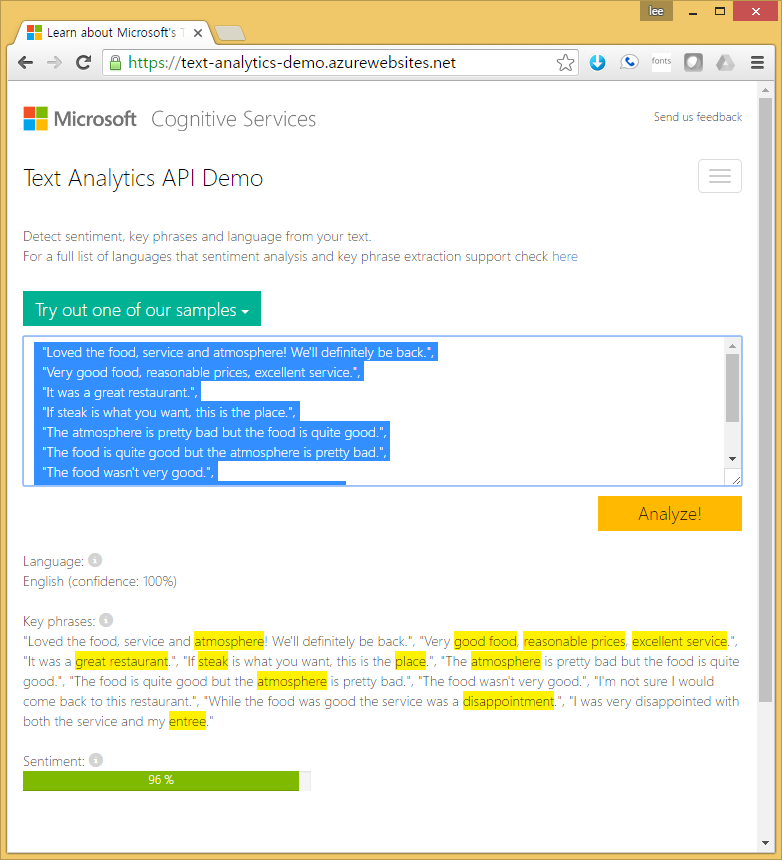 lee
Learn about Microsoft's T
https://text-analytics-demo.azurewebsites.net
fonts
Microsoft Cognitive Services
Send us feedback
Text Analytics API Demo
Detect sentiment, key phrases and language from your text.
For a full list of languages that sentiment analysis and key phrase extraction support check here
Try out one of our samples
"Loved the food, service and atmosphere! We'll definitely be back.",
"Very good food, reasonable prices, excellent service.",
"It was a great restaurant.",
"If steak is what you want, this is the place.",
"The atmosphere is pretty bad but the food is quite good.",
"The food is quite good but the atmosphere is pretty bad.",
"The food wasn't very good.",
Analyze!
Language:
English (confidence: 100%)
Key phrases:
"Loved the food, service and atmosphere! We'll definitely be back.", "Very good food, reasonable prices, excellent service.",
"It was a great restaurant.", "If steak is what you want, this is the place.", "The atmosphere is pretty bad but the food is quite
good.", "The food is quite good but the atmosphere is pretty bad.", "The food wasn't very good.", "I'm not sure I would
come back to this restaurant.", "While the food was good the service was a disappointment.", "I was very disappointed with
both the service and my entree."
Sentiment:
96 %